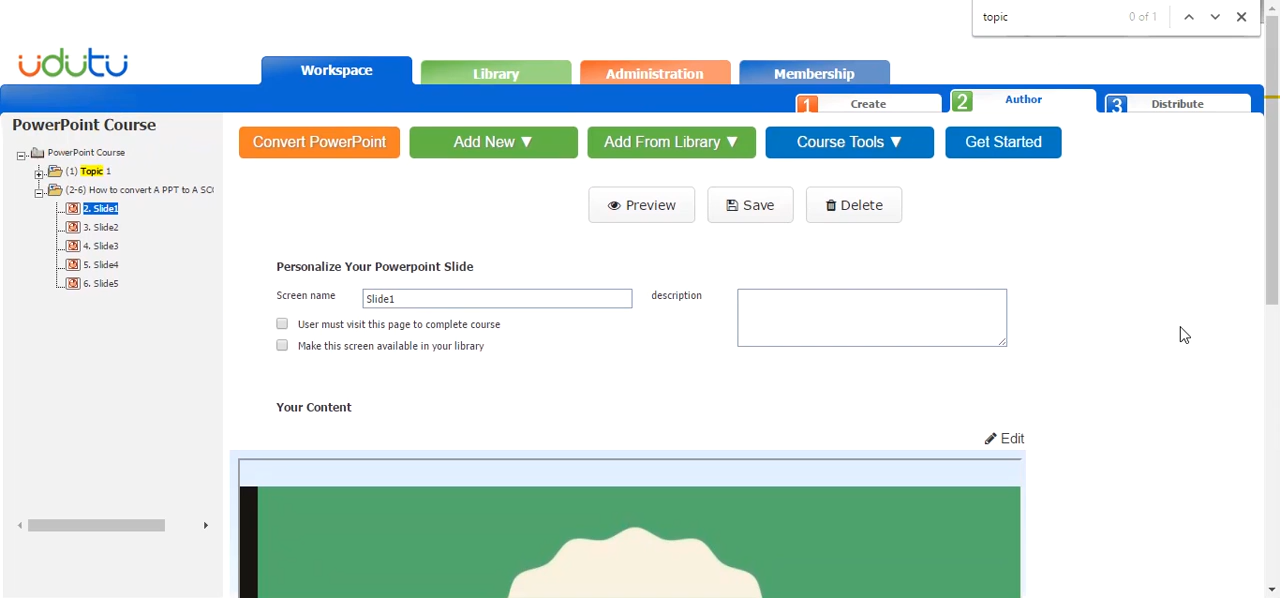 topic 0 of 1
udutu
Workspace Library Administration Membership
1 Create 2 Author 3 Distribute
PowerPoint Course
Convert PowerPoint Add New ▼ Add From Library ▼ Course Tools ▼ Get Started
PowerPoint Course
(1) Topic 1
(2-6) How to convert A PPT to A SCO
2. Slide1
3. Slide2
4. Slide3
5. Slide4
6. Slide5
Preview Save Delete
Personalize Your Powerpoint Slide
Screen name Slide1 description
User must visit this page to complete course
Make this screen available in your library
Your Content
Edit